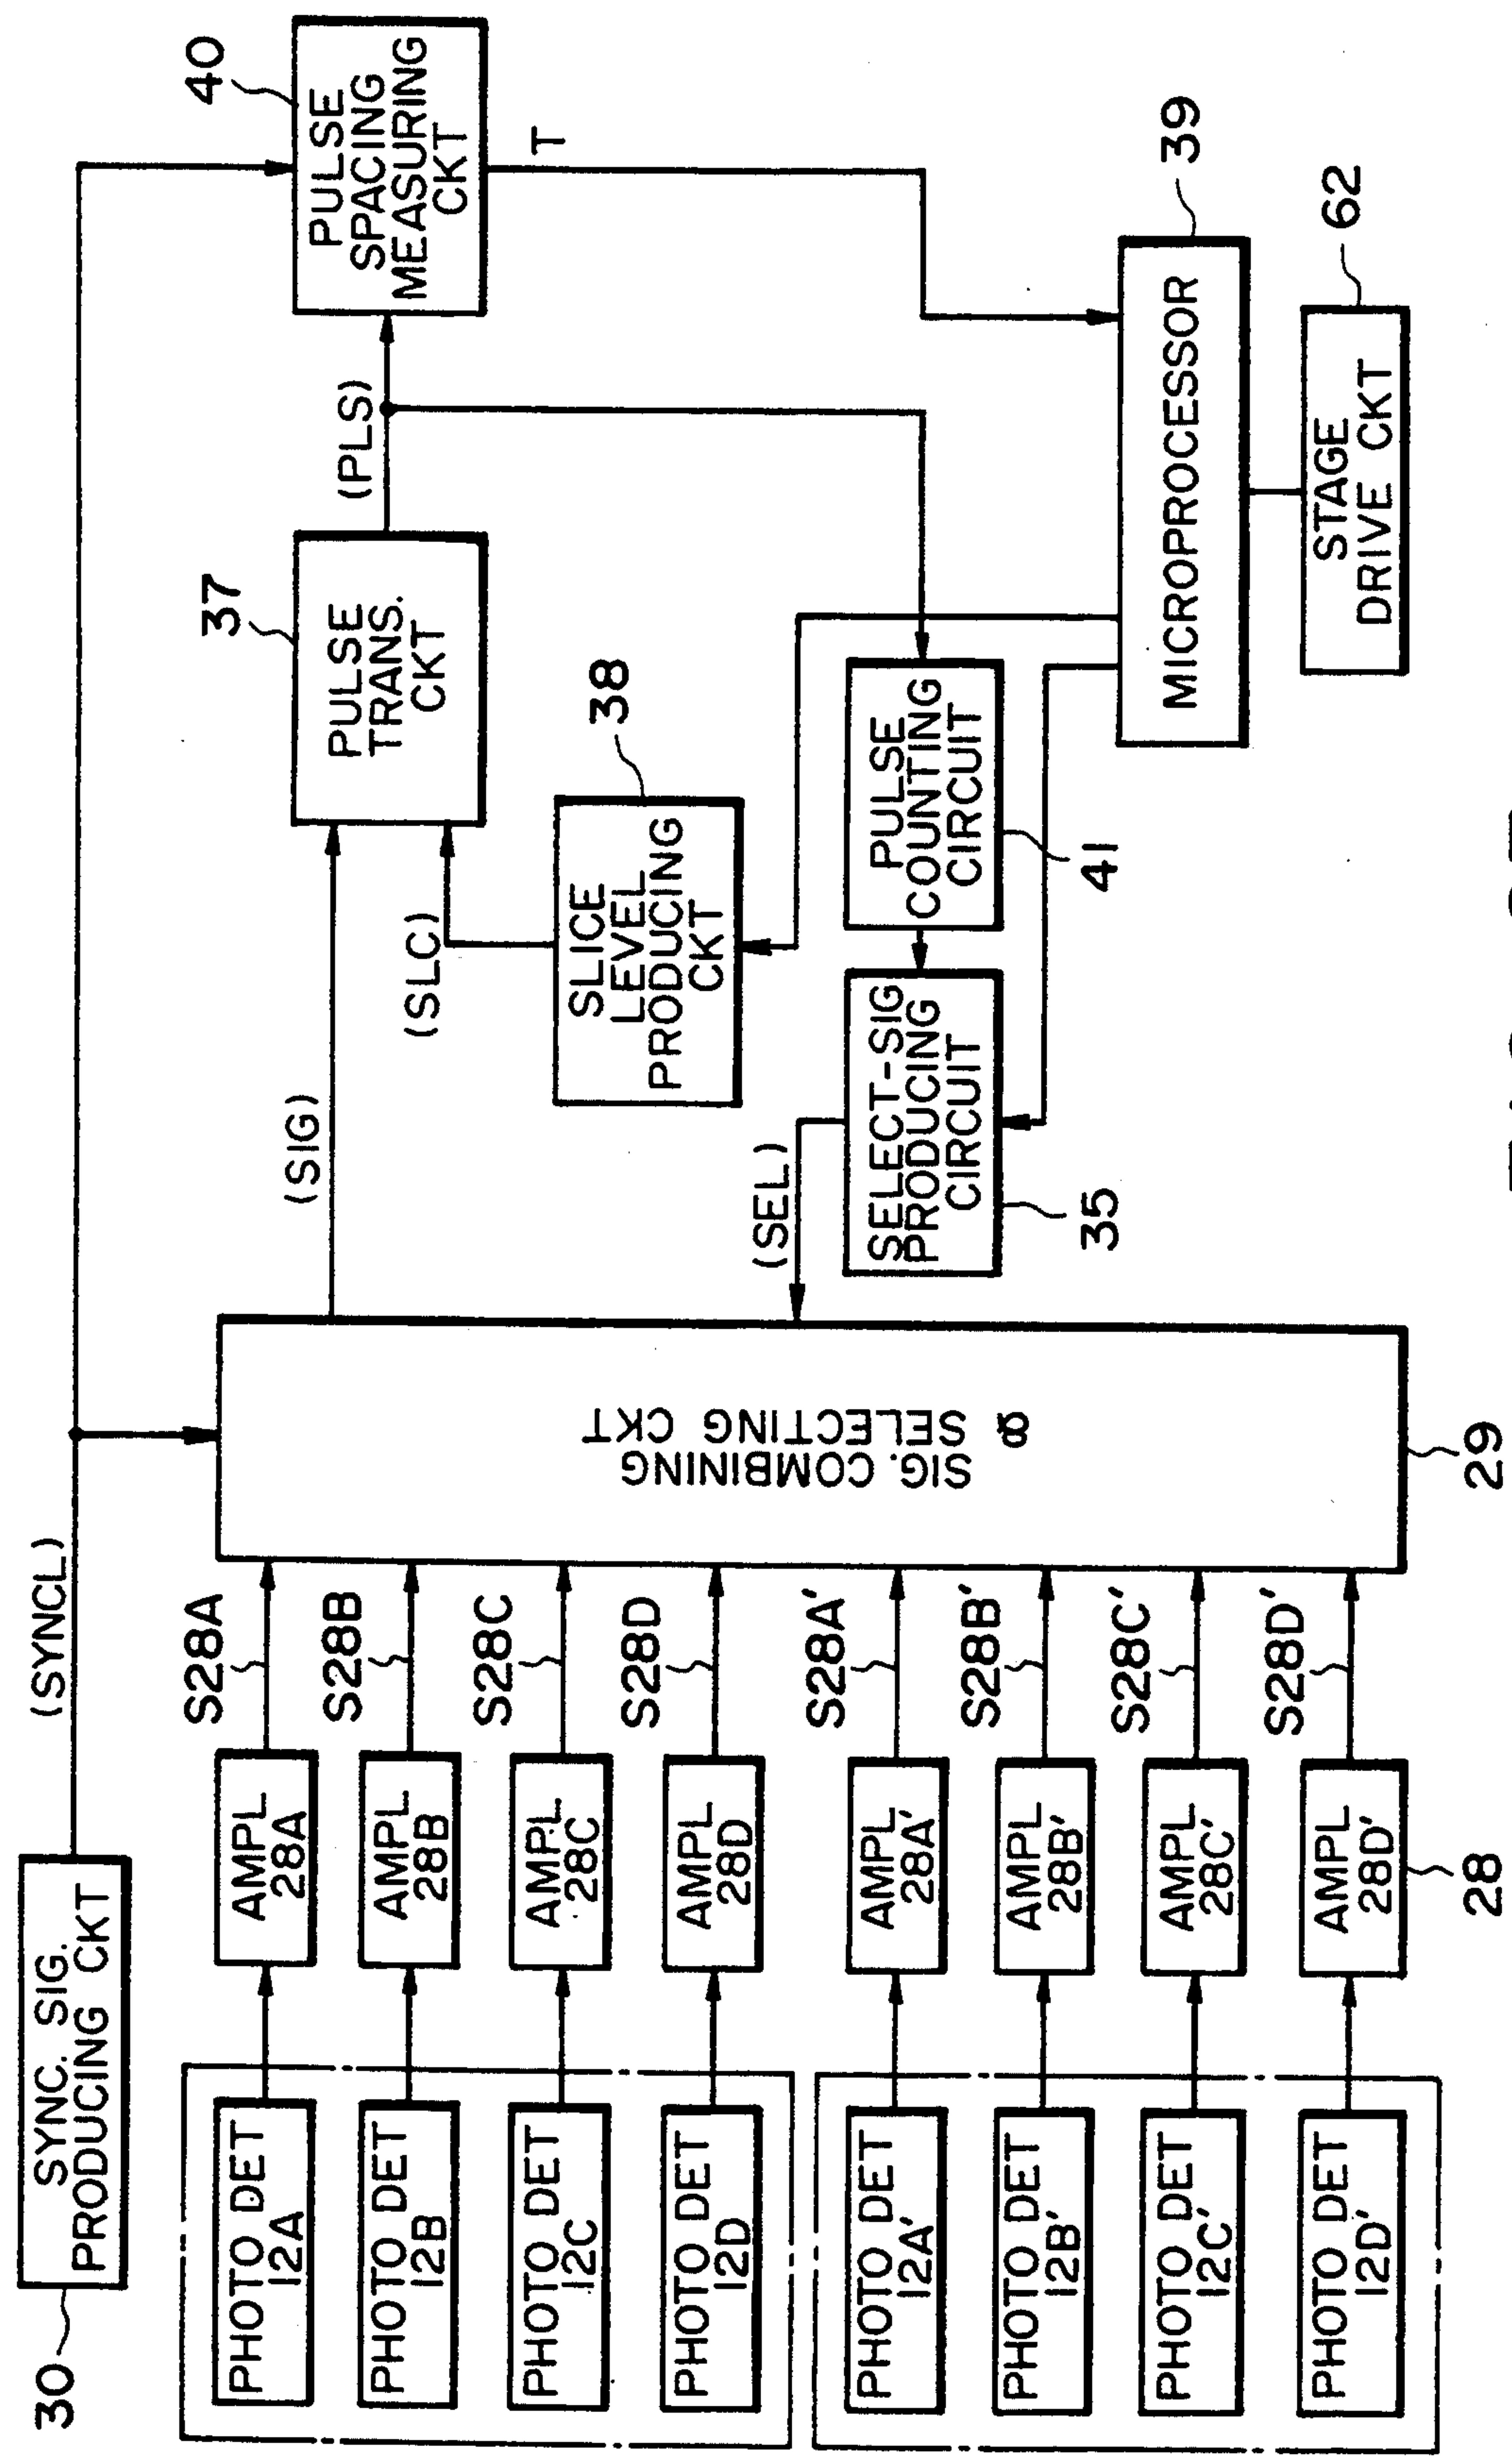 30
SYNC. SIG.
PRODUCING CKT
(SYNCL)
PHOTO DET
12A
AMPL
28A
S28A
PHOTO DET
12B
AMPL
28B
S28B
PHOTO DET
12C
AMPL
28C
S28C
PHOTO DET
12D
AMPL
28D
S28D
PHOTO DET
12A'
AMPL
28A'
S28A'
PHOTO DET
12B'
AMPL
28B'
S28B'
PHOTO DET
12C'
AMPL
28C'
S28C'
PHOTO DET
12D'
AMPL
28D'
S28D'
28
SIG. COMBINING
&
SELECTING CKT
29
(SIG)
(SEL)
37
PULSE
TRANS.
CKT
(SLC)
SLICE
LEVEL
PRODUCING
CKT
38
SELECT-SIG
PRODUCING
CIRCUIT
35
PULSE
COUNTING
CIRCUIT
41
(PLS)
40
PULSE
SPACING
MEASURING
CKT
T
MICROPROCESSOR
39
STAGE
DRIVE CKT
62